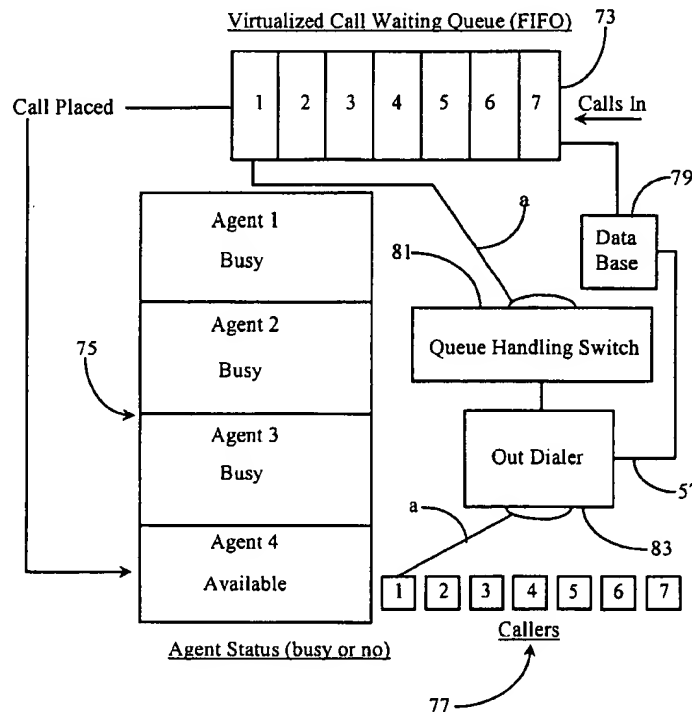 Virtualized Call Waiting Queue (FIFO)
73
Call Placed
1 2 3 4 5 6 7
Calls In
79
Agent 1
Busy
a
Data
Base
81
Agent 2
Busy
Queue Handling Switch
75
Agent 3
Busy
Out Dialer
57
a
83
Agent 4
Available
1 2 3 4 5 6 7
Callers
Agent Status (busy or no)
77